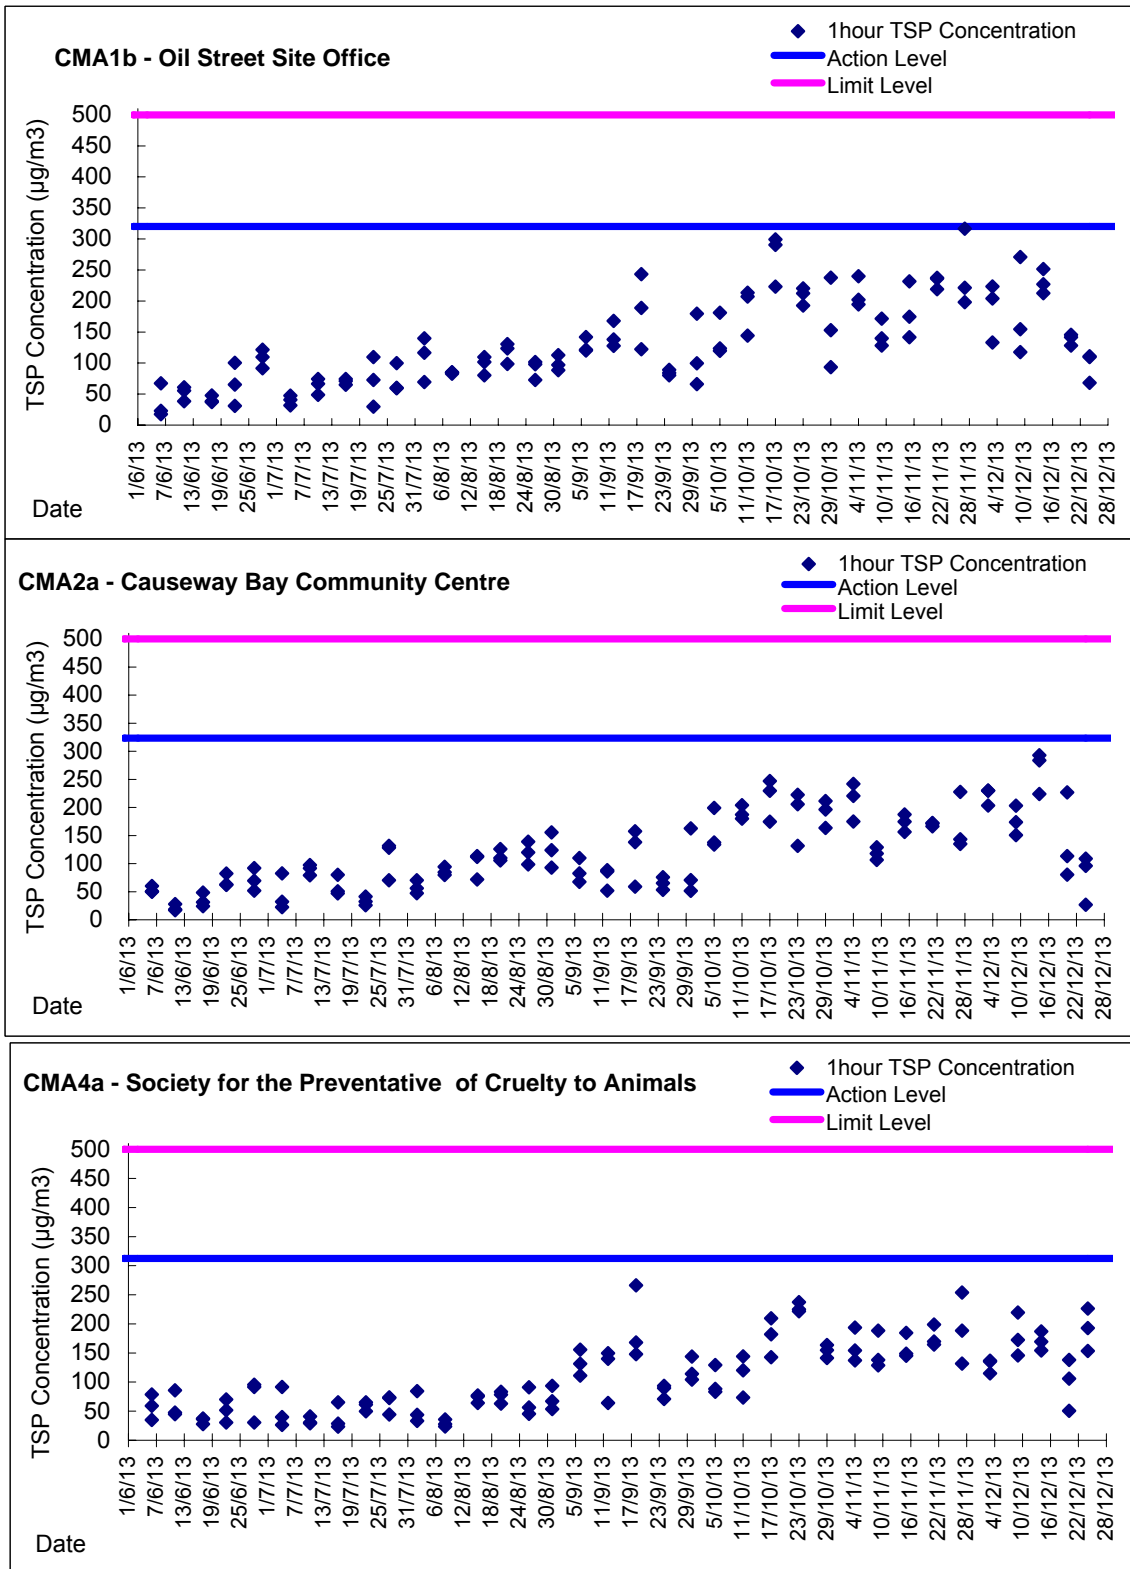 CMA1b - Oil Street Site Office
1hour TSP Concentration
Action Level
Limit Level
TSP Concentration (µg/m3)
500
450
400
350
300
250
200
150
100
50
0
1/6/13 7/6/13 13/6/13 19/6/13 25/6/13 1/7/13 7/7/13 13/7/13 19/7/13 25/7/13 31/7/13 6/8/13 12/8/13 18/8/13 24/8/13 30/8/13 5/9/13 11/9/13 17/9/13 23/9/13 29/9/13 5/10/13 11/10/13 17/10/13 23/10/13 29/10/13 4/11/13 10/11/13 16/11/13 22/11/13 28/11/13 4/12/13 10/12/13 16/12/13 22/12/13 28/12/13
Date
CMA2a - Causeway Bay Community Centre
1hour TSP Concentration
Action Level
Limit Level
TSP Concentration (µg/m3)
500
450
400
350
300
250
200
150
100
50
0
1/6/13 7/6/13 13/6/13 19/6/13 25/6/13 1/7/13 7/7/13 13/7/13 19/7/13 25/7/13 31/7/13 6/8/13 12/8/13 18/8/13 24/8/13 30/8/13 5/9/13 11/9/13 17/9/13 23/9/13 29/9/13 5/10/13 11/10/13 17/10/13 23/10/13 29/10/13 4/11/13 10/11/13 16/11/13 22/11/13 28/11/13 4/12/13 10/12/13 16/12/13 22/12/13 28/12/13
Date
CMA4a - Society for the Preventative  of Cruelty to Animals
1hour TSP Concentration
Action Level
Limit Level
TSP Concentration (µg/m3)
500
450
400
350
300
250
200
150
100
50
0
1/6/13 7/6/13 13/6/13 19/6/13 25/6/13 1/7/13 7/7/13 13/7/13 19/7/13 25/7/13 31/7/13 6/8/13 12/8/13 18/8/13 24/8/13 30/8/13 5/9/13 11/9/13 17/9/13 23/9/13 29/9/13 5/10/13 11/10/13 17/10/13 23/10/13 29/10/13 4/11/13 10/11/13 16/11/13 22/11/13 28/11/13 4/12/13 10/12/13 16/12/13 22/12/13 28/12/13
Date